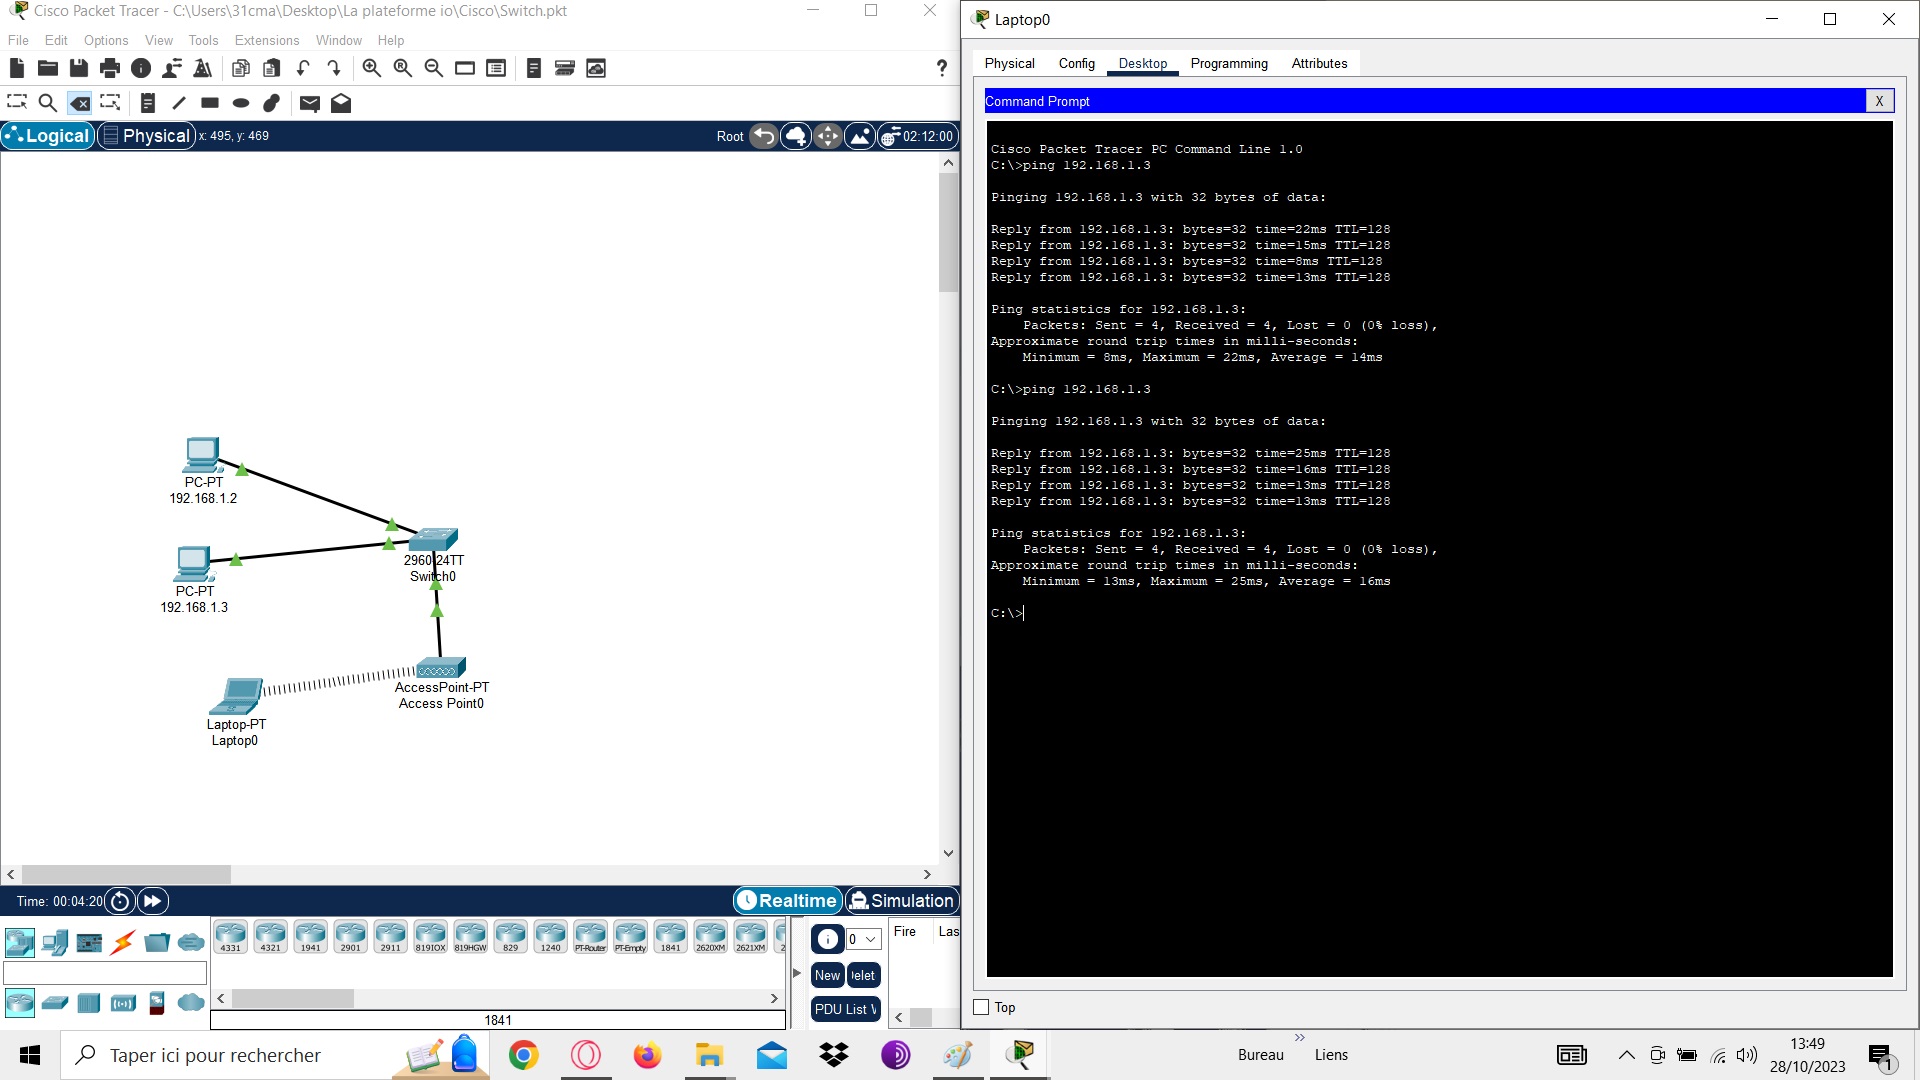 Cisco Packet Tracer - C:\Users\31cma\Desktop\La plateforme io\Cisco\Switch.pkt
File Edit Options View Tools Extensions Window Help
Logical Physical x: 495, y: 469 Root 02:12:00
PC-PT
192.168.1.2
PC-PT
192.168.1.3
2960-24TT
Switch0
AccessPoint-PT
Access Point0
Laptop-PT
Laptop0
Time: 00:04:20 Realtime Simulation
4331 4321 1941 2901 2911 819IOX 819HGW 829 1240 PT-Router PT-Empty 1841 2620XM 2621XM 2
1841
0
New elet
PDU List
Fire Las
Laptop0
Physical Config Desktop Programming Attributes
Command Prompt X
Cisco Packet Tracer PC Command Line 1.0
C:\>ping 192.168.1.3
Pinging 192.168.1.3 with 32 bytes of data:
Reply from 192.168.1.3: bytes=32 time=22ms TTL=128
Reply from 192.168.1.3: bytes=32 time=15ms TTL=128
Reply from 192.168.1.3: bytes=32 time=8ms TTL=128
Reply from 192.168.1.3: bytes=32 time=13ms TTL=128
Ping statistics for 192.168.1.3:
Packets: Sent = 4, Received = 4, Lost = 0 (0% loss),
Approximate round trip times in milli-seconds:
Minimum = 8ms, Maximum = 22ms, Average = 14ms
C:\>ping 192.168.1.3
Pinging 192.168.1.3 with 32 bytes of data:
Reply from 192.168.1.3: bytes=32 time=25ms TTL=128
Reply from 192.168.1.3: bytes=32 time=16ms TTL=128
Reply from 192.168.1.3: bytes=32 time=13ms TTL=128
Reply from 192.168.1.3: bytes=32 time=13ms TTL=128
Ping statistics for 192.168.1.3:
Packets: Sent = 4, Received = 4, Lost = 0 (0% loss),
Approximate round trip times in milli-seconds:
Minimum = 13ms, Maximum = 25ms, Average = 16ms
C:\>
Top
Taper ici pour rechercher
Bureau Liens
13:49
28/10/2023
1